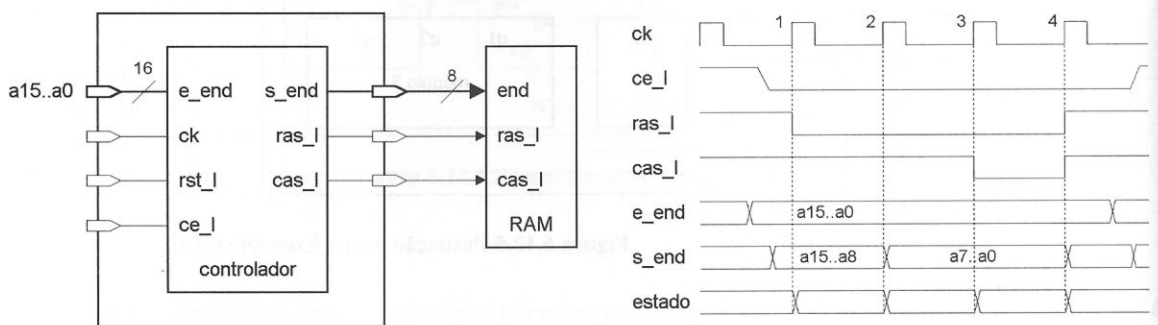 a15..a0
16
e_end
ck
rst_l
ce_l
s_end
ras_l
cas_l
controlador
8
end
ras_l
cas_l
RAM
ck
1
2
3
4
ce_l
ras_l
cas_l
e_end
a15..a0
s_end
a15..a8
a7..a0
estado